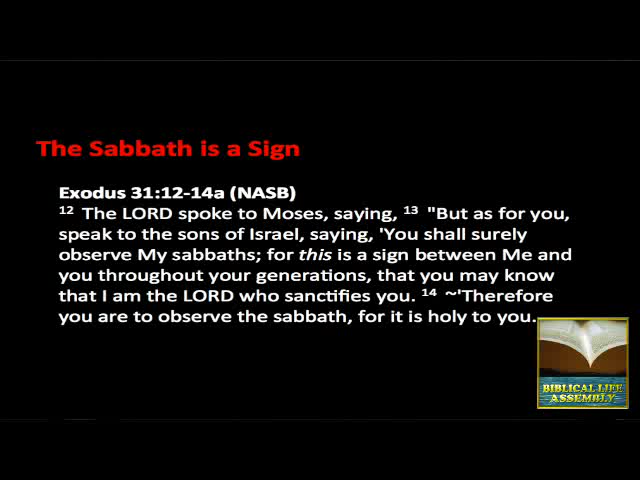 The Sabbath is a Sign
Exodus 31:12-14a (NASB)
12 The LORD spoke to Moses, saying, 13 "But as for you,
speak to the sons of Israel, saying, 'You shall surely
observe My sabbaths; for this is a sign between Me and
you throughout your generations, that you may know
that I am the LORD who sanctifies you. 14 ~'Therefore
you are to observe the sabbath, for it is holy to you.
BIBLICAL LIFE
ASSEMBLY